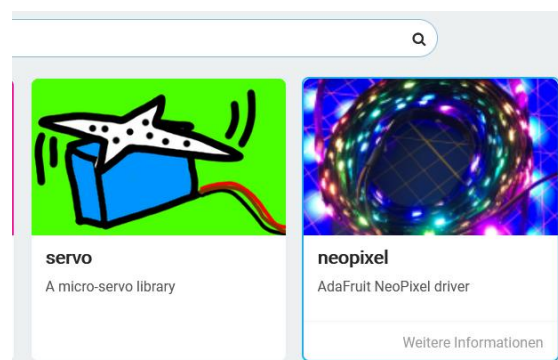 servo
A micro-servo library
neopixel
AdaFruit NeoPixel driver
Weitere Informationen